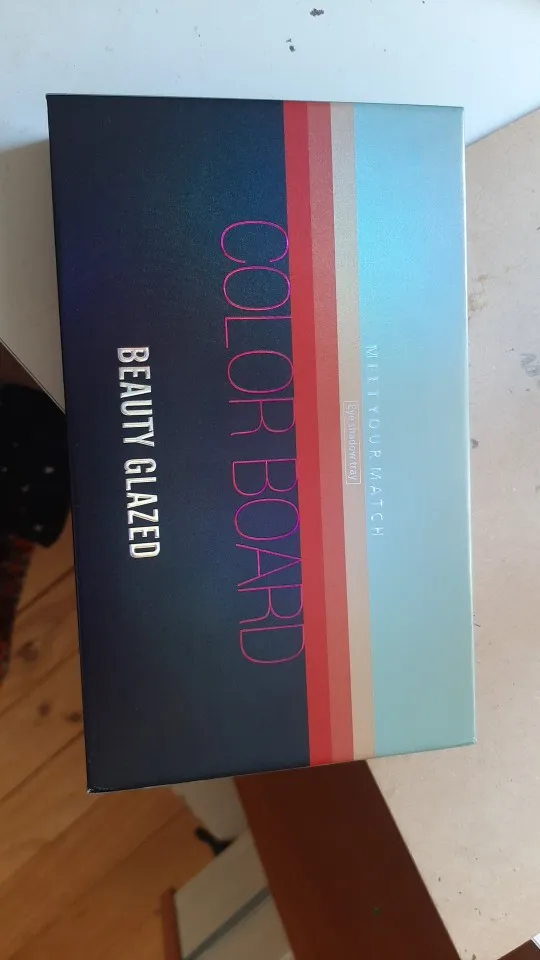 MEET YOUR MATCH
Eye shadow tray
COLOR BOARD
BEAUTY GLAZED